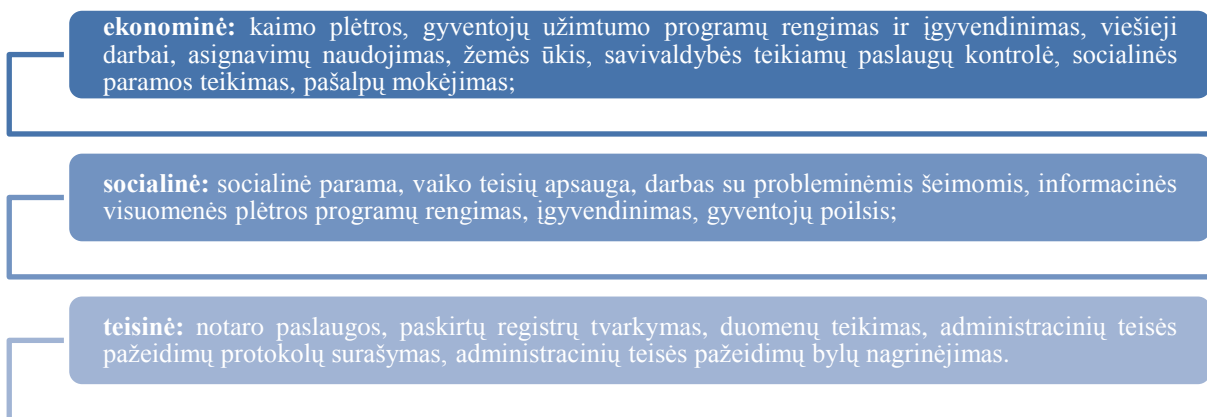 ekonominė: kaimo plėtros, gyventojų užimtumo programų rengimas ir įgyvendinimas, viešieji
darbai, asignavimų naudojimas, žemės ūkis, savivaldybės teikiamų paslaugų kontrolė, socialinės
paramos teikimas, pašalpų mokėjimas;
socialinė: socialinė parama, vaiko teisių apsauga, darbas su probleminėmis šeimomis, informacinės
visuomenės plėtros programų rengimas, įgyvendinimas, gyventojų poilsis;
teisinė: notaro paslaugos, paskirtų registrų tvarkymas, duomenų teikimas, administracinių teisės
pažeidimų protokolų surašymas, administracinių teisės pažeidimų bylų nagrinėjimas.